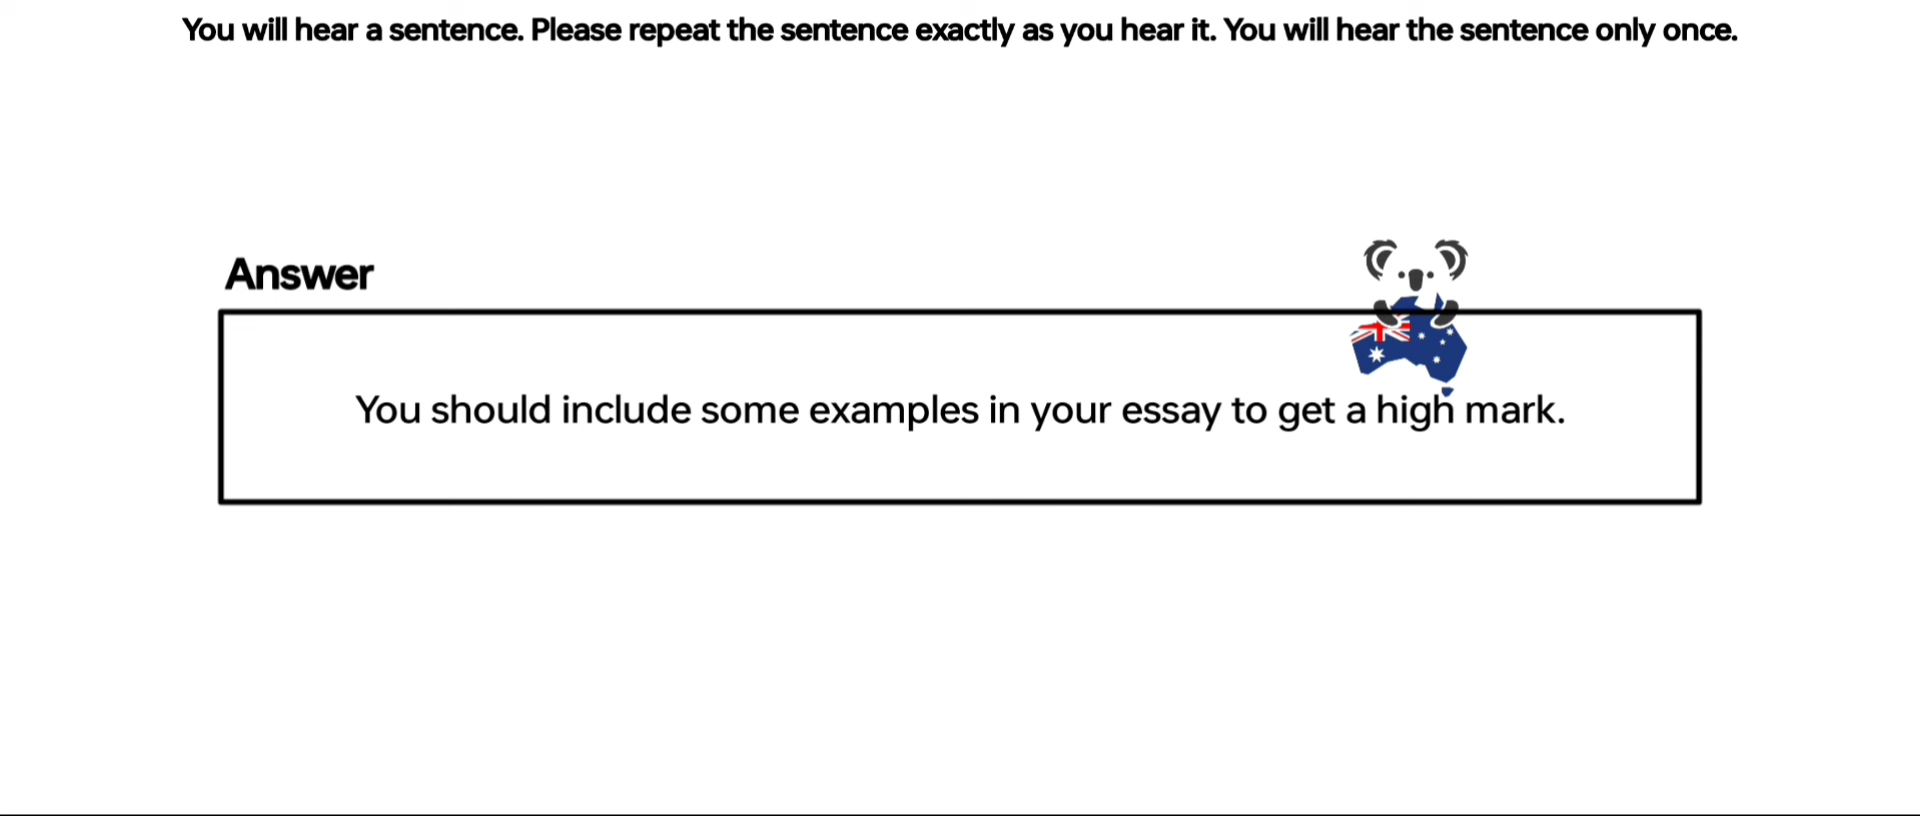 You will hear a sentence. Please repeat the sentence exactly as you hear it. You will hear the sentence only once.
Answer
You should include some examples in your essay to get a high mark.